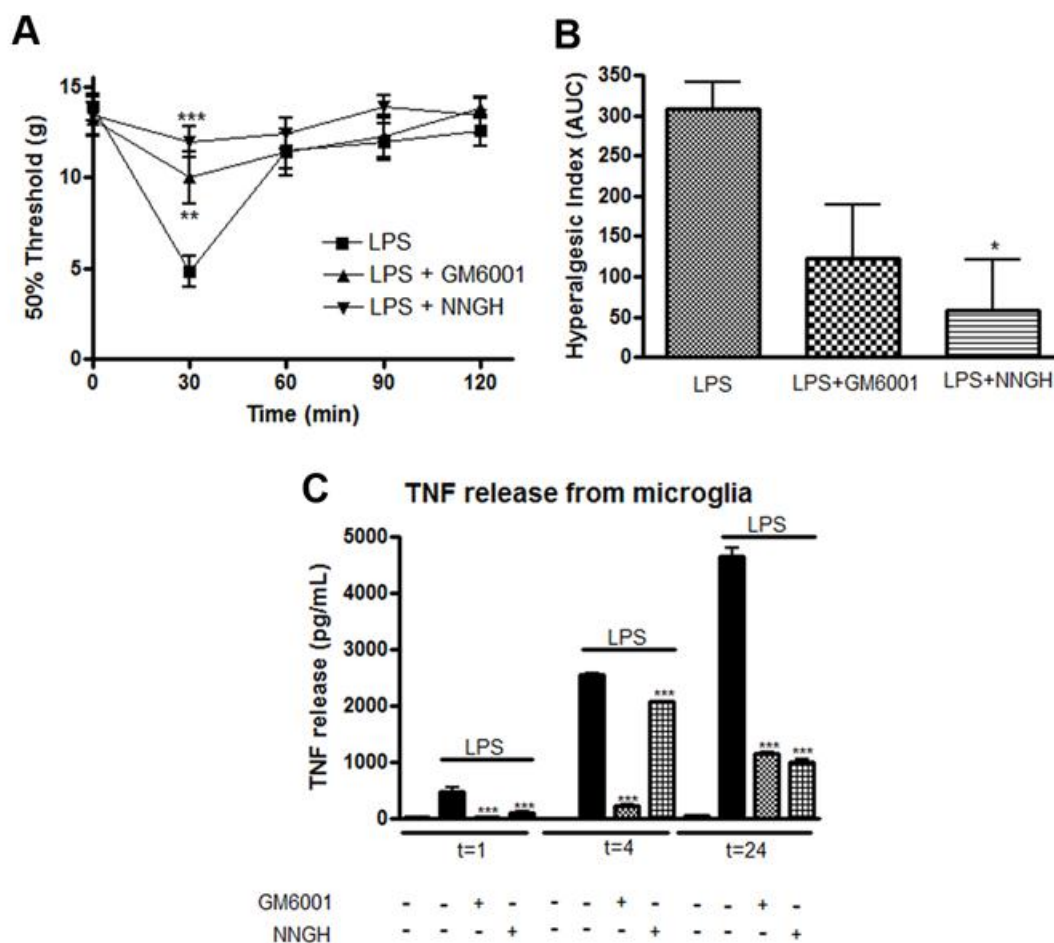 A
50% Threshold (g)
15
10
5
0
***
**
LPS
LPS + GM6001
LPS + NNGH
0 30 60 90 120
Time (min)
B
Hyperalgesic Index (AUC)
350
300
250
200
150
100
50
0
*
LPS LPS+GM6001 LPS+NNGH
C TNF release from microglia
TNF release (pg/mL)
5000
4000
3000
2000
1000
0
LPS
*** ***
LPS
*** ***
LPS
*** ***
t=1 t=4 t=24
GM6001 - - + - - - + - - - + -
NNGH - - - + - - - + - - - +